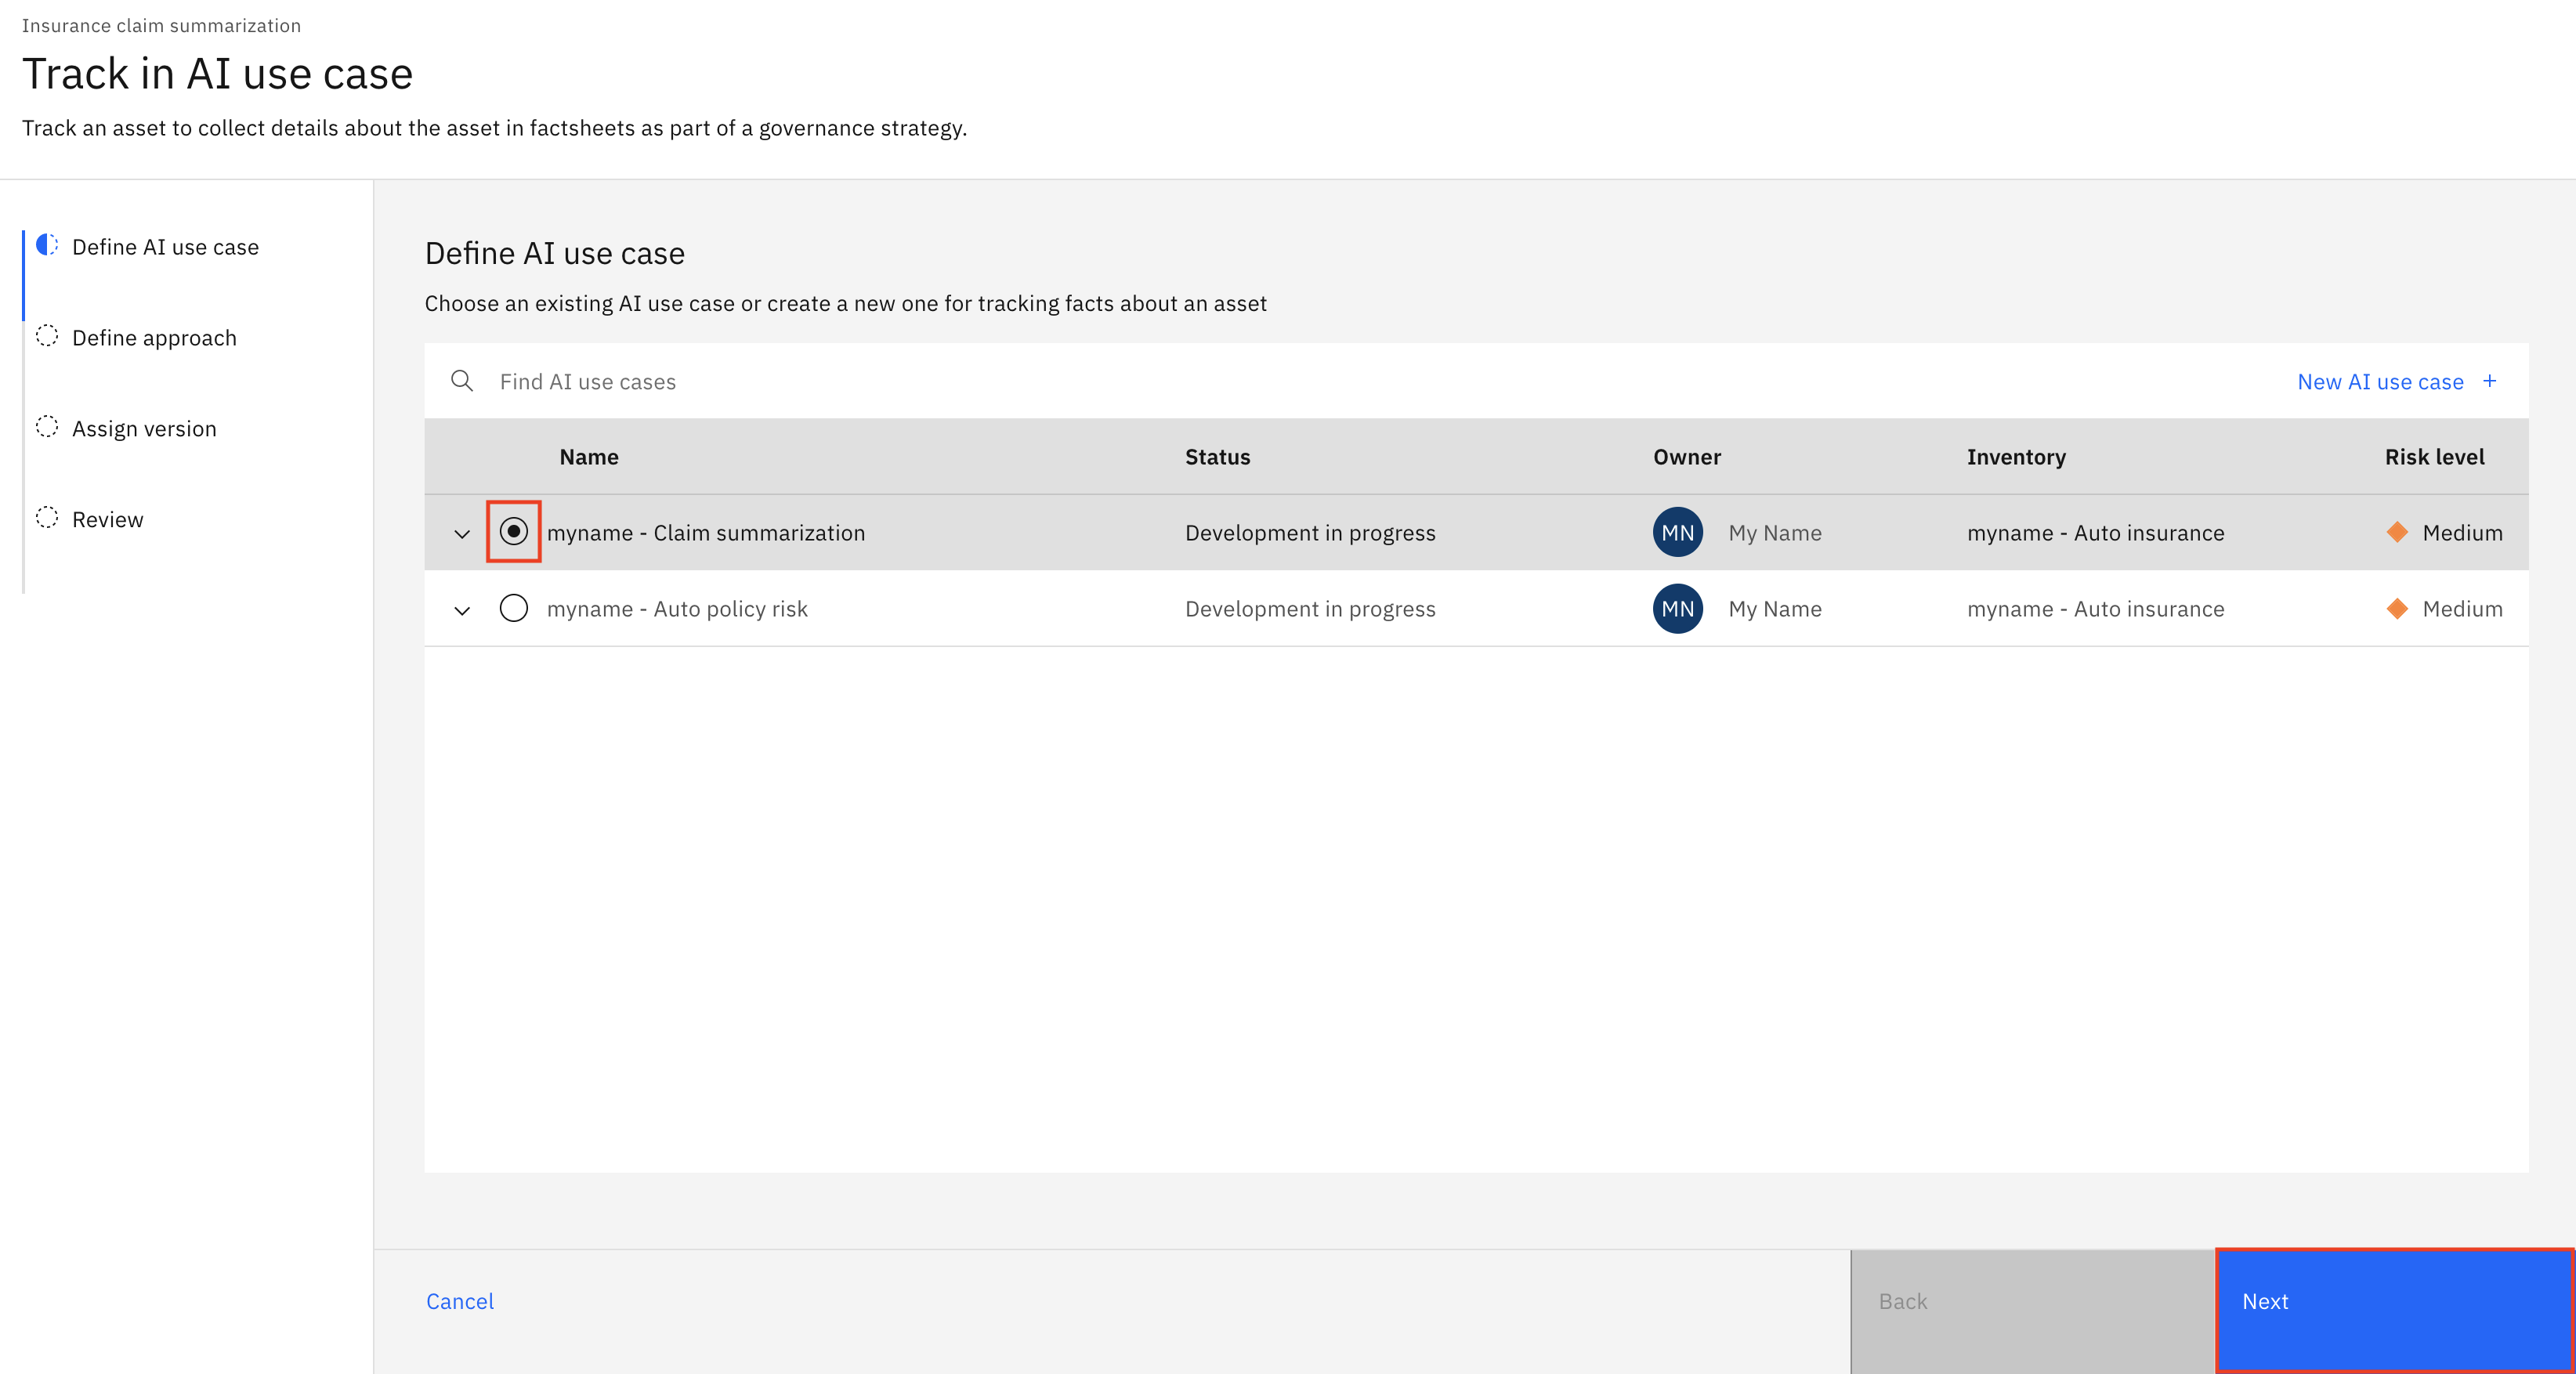 Insurance claim summarization
Track in AI use case
Track an asset to collect details about the asset in factsheets as part of a governance strategy.
Define AI use case
Define approach
Assign version
Review
Define AI use case
Choose an existing AI use case or create a new one for tracking facts about an asset
Find AI use cases New AI use case +
Name Status Owner Inventory Risk level
myname - Claim summarization Development in progress MN My Name myname - Auto insurance Medium
myname - Auto policy risk Development in progress MN My Name myname - Auto insurance Medium
Cancel Back Next